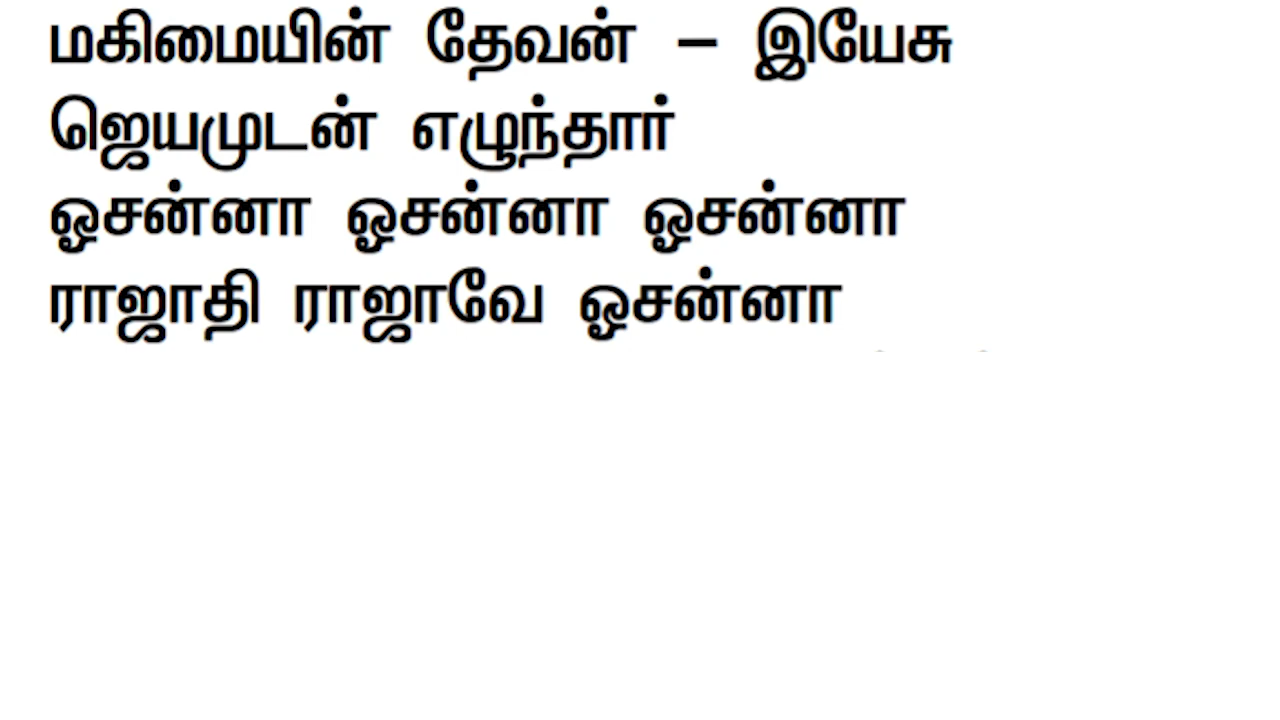 மகிமையின் தேவன் – இயேசு
ஜெயமுடன் எழுந்தார்
ஓசன்னா ஓசன்னா ஓசன்னா
ராஜாதி ராஜாவே ஓசன்னா